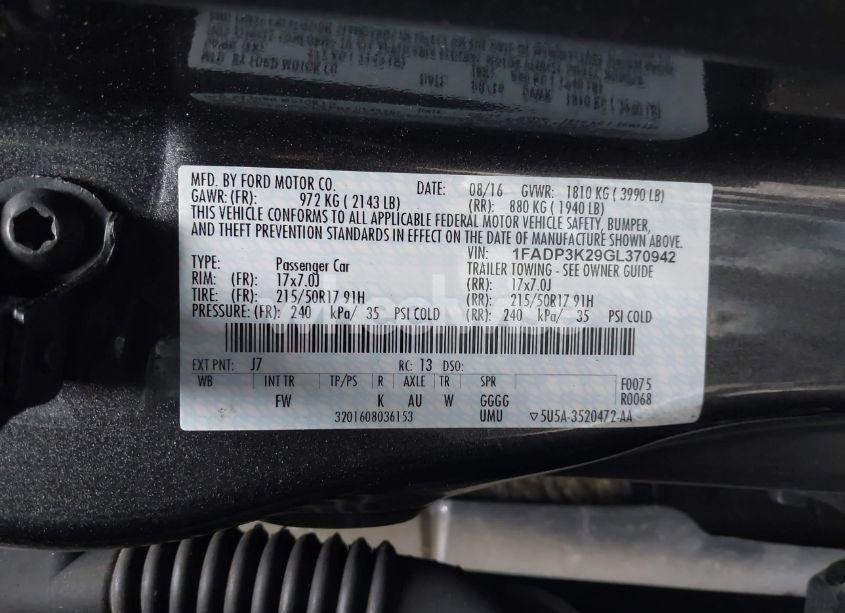 MFD. BY FORD MOTOR CO. DATE: 08/16 GVWR: 1810 KG ( 3990 LB)
GAWR: (FR): 972 KG ( 2143 LB) (RR): 880 KG ( 1940 LB)
THIS VEHICLE CONFORMS TO ALL APPLICABLE FEDERAL MOTOR VEHICLE SAFETY, BUMPER,
AND THEFT PREVENTION STANDARDS IN EFFECT ON THE DATE OF MANUFACTURE SHOWN ABOVE.
VIN: 1FADP3K29GL370942
TYPE: Passenger Car TRAILER TOWING - SEE OWNER GUIDE
RIM: (FR): 17x7.0J (RR): 17x7.0J
TIRE: (FR): 215/50R17 91H (RR): 215/50R17 91H
PRESSURE: (FR): 240 kPa/ 35 PSI COLD (RR): 240 kPa/ 35 PSI COLD
EXT PNT: J7 RC: 13 DSO:
WB INT TR TP/PS R AXLE TR SPR F0075
FW K AU W GGGG R0068
3201608036153 UMU ▽5U5A-3520472-AA